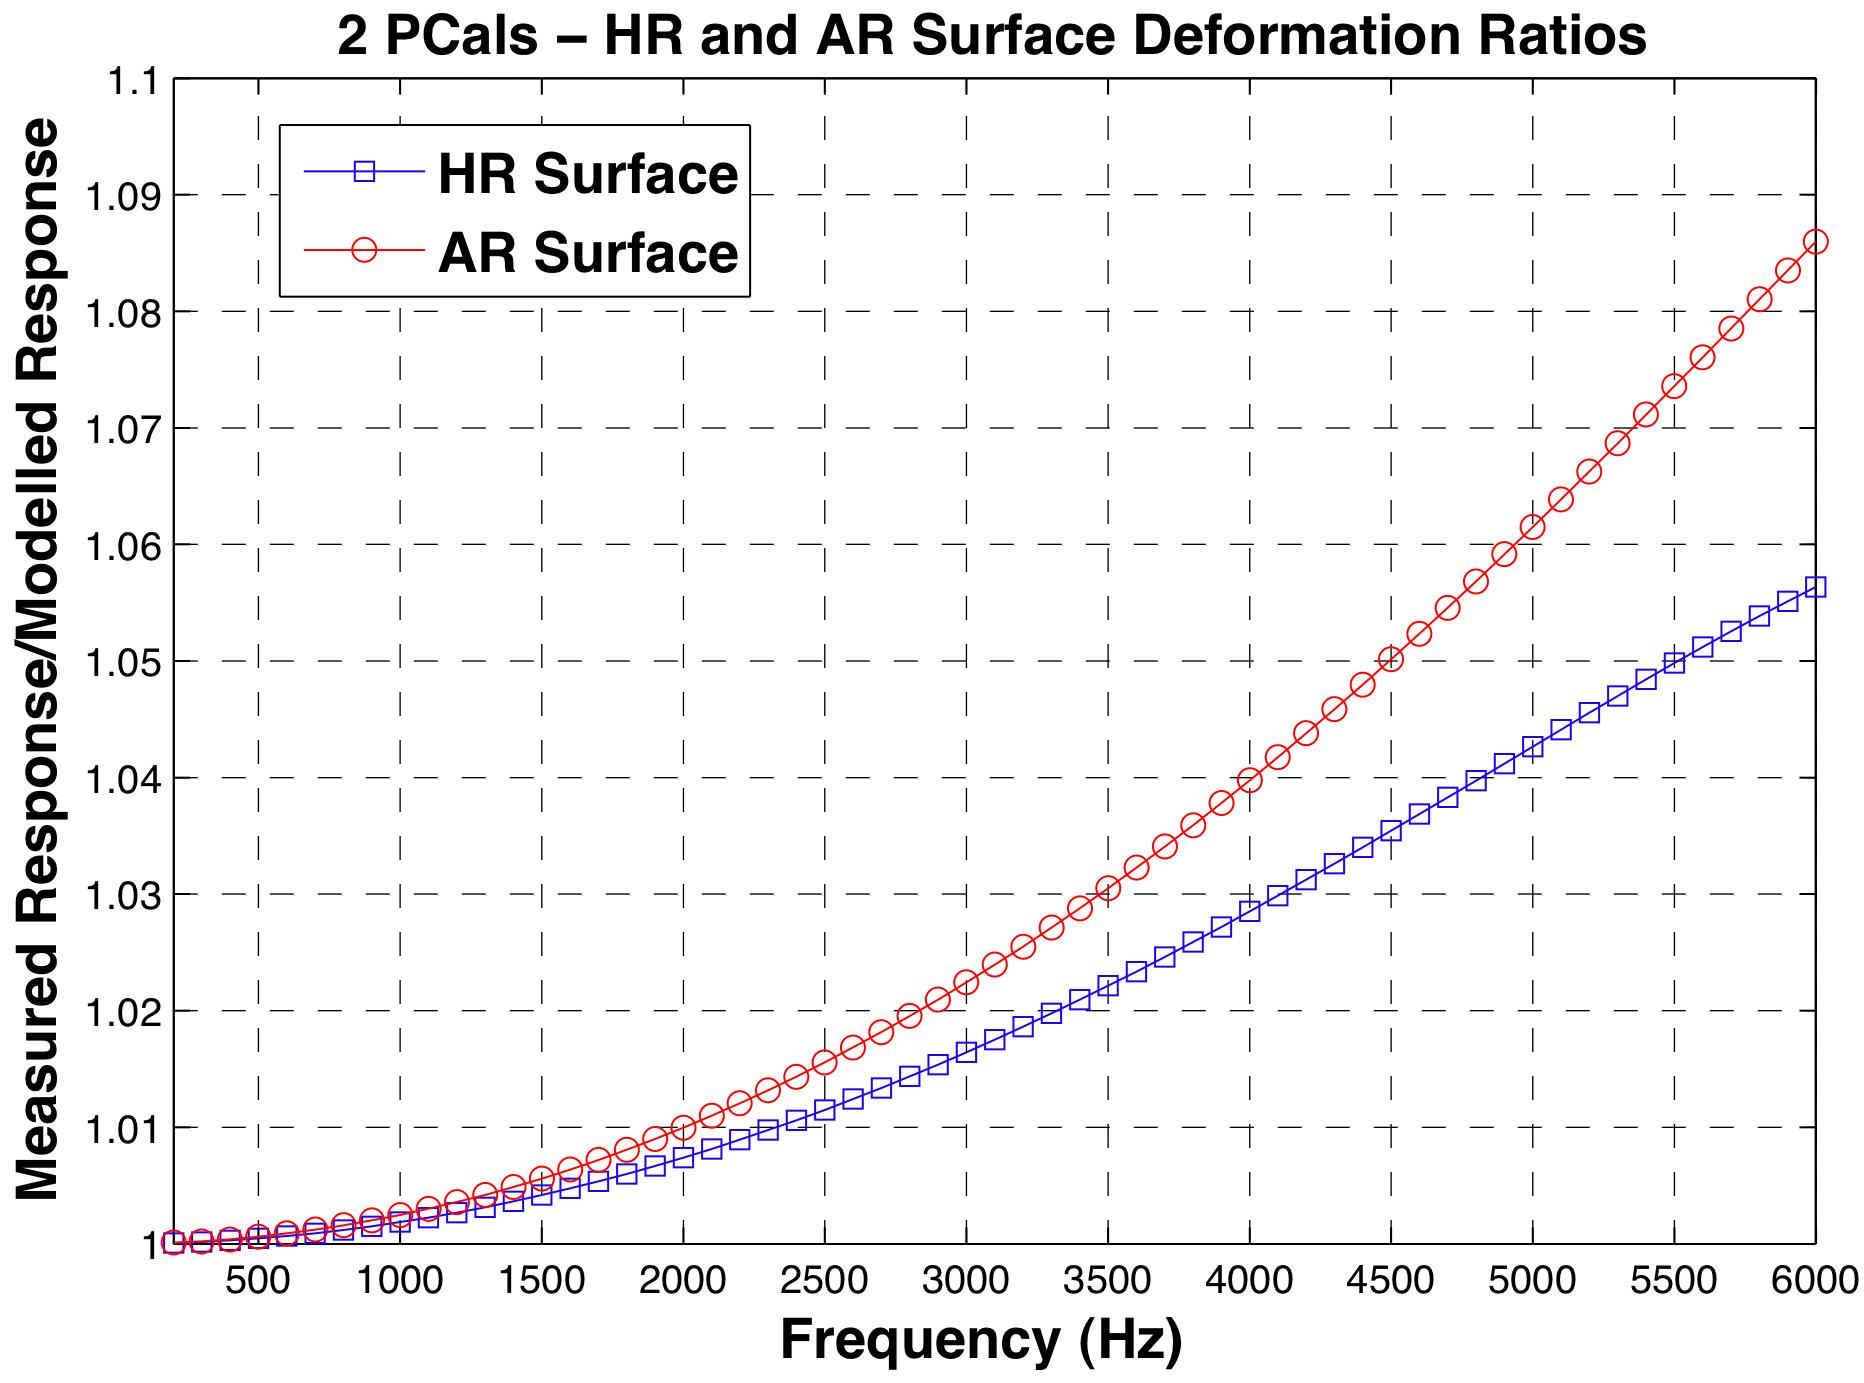 2 PCals – HR and AR Surface Deformation Ratios
Measured Response/Modelled Response
1.1
1.09
1.08
1.07
1.06
1.05
1.04
1.03
1.02
1.01
1
HR Surface
AR Surface
500 1000 1500 2000 2500 3000 3500 4000 4500 5000 5500 6000
Frequency (Hz)